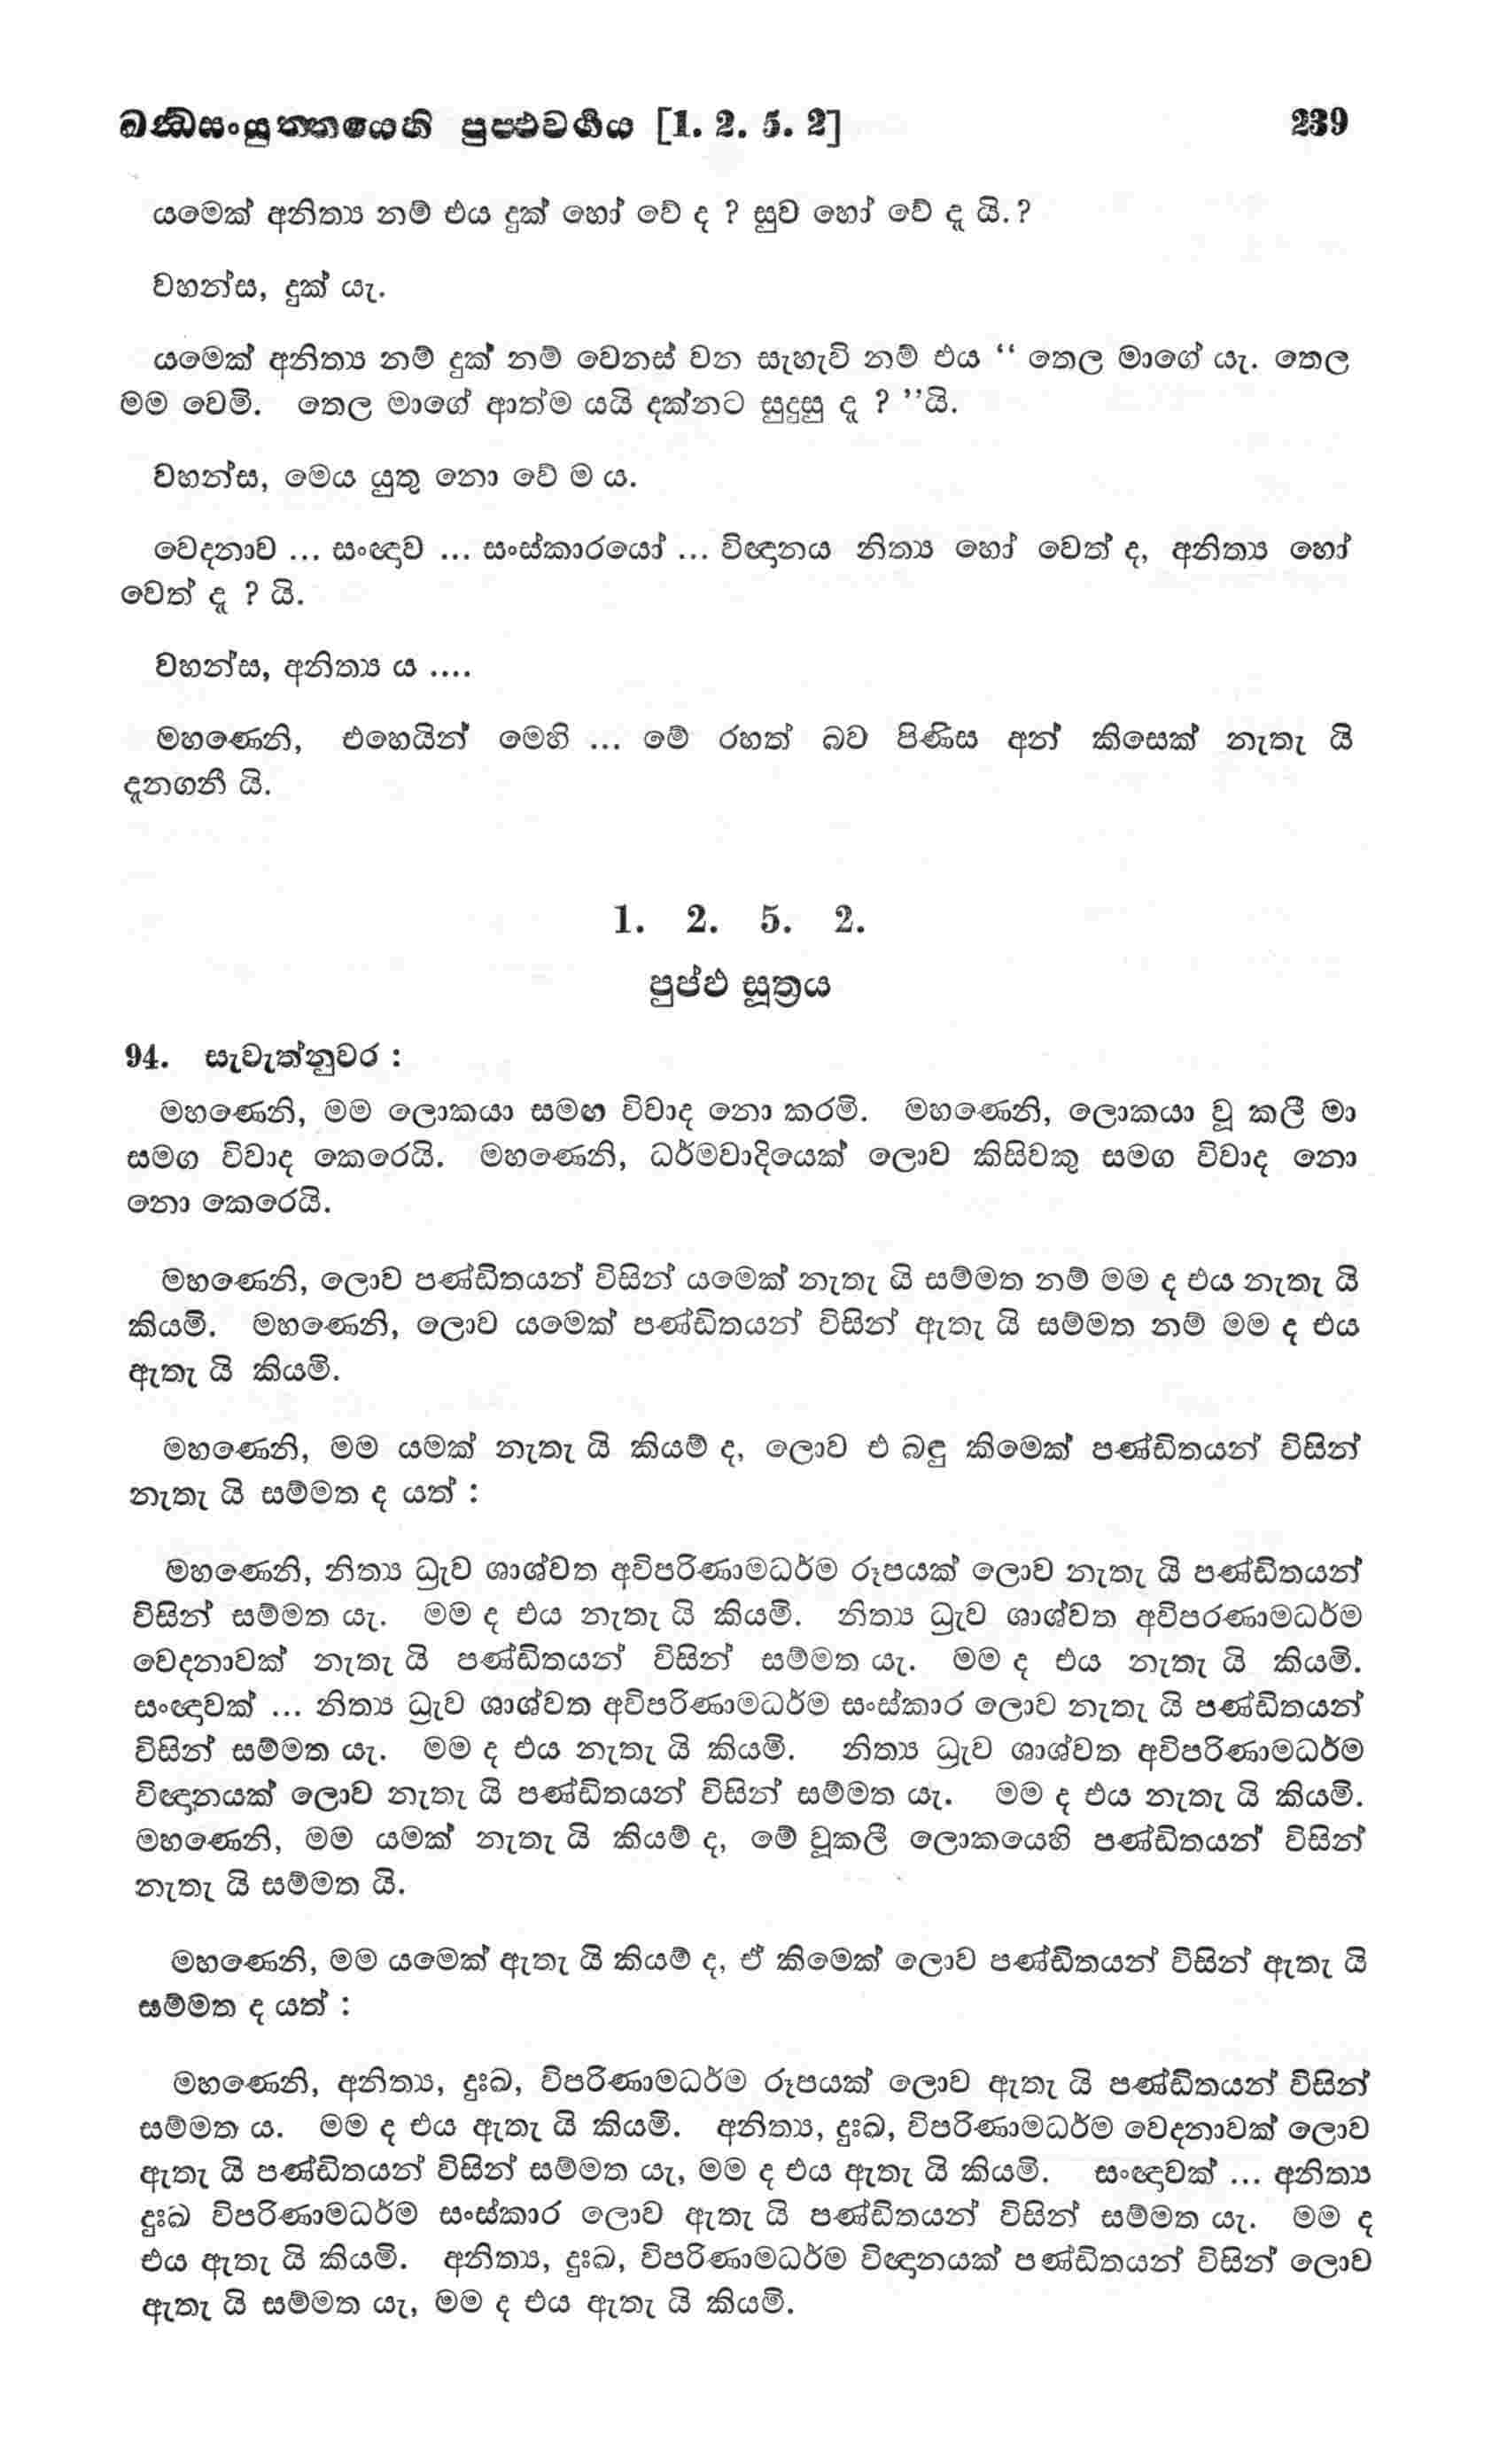 ඛන්ධසංයුත්තයෙහි පුප්ඵවර්ගය [1. 2. 5. 2] 239
යමෙක් අනිත්‍ය නම් එය දුක් හෝ වේ ද ? සුව හෝ වේ දැ යි.?
වහන්ස, දුක් යැ.
යමෙක් අනිත්‍ය නම් දුක් නම් වෙනස් වන සැහැවි නම් එය “ තෙල මාගේ යැ. තෙල
මම වෙමි. තෙල මාගේ ආත්ම යයි දක්නට සුදුසු දැ ? ”යි.
වහන්ස, මෙය යුතු නො වේ ම ය.
වෙදනාව ... සංඥාව ... සංස්කාරයෝ ... විඥානය නිත්‍ය හෝ වෙත් ද, අනිත්‍ය හෝ
වෙත් දැ ? යි.
වහන්ස, අනිත්‍ය ය ....
මහණෙනි, එහෙයින් මෙහි ... මේ රහත් බව පිණිස අන් කිසෙක් නැතැ යි
දැනගනී යි.
1. 2. 5. 2.
පුප්ඵ සූත්‍රය
94. සැවැත්නුවර :
මහණෙනි, මම ලොකයා සමඟ විවාද නො කරමි. මහණෙනි, ලොකයා වූ කලී මා
සමග විවාද කෙරෙයි. මහණෙනි, ධර්මවාදියෙක් ලොව කිසිවකු සමග විවාද නො
නො කෙරෙයි.
මහණෙනි, ලොව පණ්ඩිතයන් විසින් යමෙක් නැතැ යි සම්මත නම් මම ද එය නැතැ යි
කියමි. මහණෙනි, ලොව යමෙක් පණ්ඩිතයන් විසින් ඇතැ යි සම්මත නම් මම ද එය
ඇතැ යි කියමි.
මහණෙනි, මම යමක් නැතැ යි කියම් ද, ලොව එ බඳු කිමෙක් පණ්ඩිතයන් විසින්
නැතැ යි සම්මත ද යත් :
මහණෙනි, නිත්‍ය ධ්‍රැව ශාශ්වත අවිපරිණාමධර්ම රූපයක් ලොව නැතැ යි පණ්ඩිතයන්
විසින් සම්මත යැ. මම ද එය නැතැ යි කියමි. නිත්‍ය ධ්‍රැව ශාශ්වත අවිපරණාමධර්ම
වෙදනාවක් නැතැ යි පණ්ඩිතයන් විසින් සම්මත යැ. මම ද එය නැතැ යි කියමි.
සංඥාවක් ... නිත්‍ය ධ්‍රැව ශාශ්වත අවිපරිණාමධර්ම සංස්කාර ලොව නැතැ යි පණ්ඩිතයන්
විසින් සම්මත යැ. මම ද එය නැතැ යි කියමි. නිත්‍ය ධ්‍රැව ශාශ්වත අවිපරිණාමධර්ම
විඥානයක් ලොව නැතැ යි පණ්ඩිතයන් විසින් සම්මත යැ. මම ද එය නැතැ යි කියමි.
මහණෙනි, මම යමක් නැතැ යි කියම් ද, මේ වූකලී ලොකයෙහි පණ්ඩිතයන් විසින්
නැතැ යි සම්මත යි.
මහණෙනි, මම යමෙක් ඇතැ යි කියම් ද, ඒ කිමෙක් ලොව පණ්ඩිතයන් විසින් ඇතැ යි
සම්මත ද යත් :
මහණෙනි, අනිත්‍ය, දුඃඛ, විපරිණාමධර්ම රූපයක් ලොව ඇතැ යි පණ්ඩිතයන් විසින්
සම්මත ය. මම ද එය ඇතැ යි කියමි. අනිත්‍ය, දුඃඛ, විපරිණාමධර්ම වෙදනාවක් ලොව
ඇතැ යි පණ්ඩිතයන් විසින් සම්මත යැ, මම ද එය ඇතැ යි කියමි. සංඥාවක් ... අනිත්‍ය
දුඃඛ විපරිණාමධර්ම සංස්කාර ලොව ඇතැ යි පණ්ඩිතයන් විසින් සම්මත යැ. මම ද
එය ඇතැ යි කියමි. අනිත්‍ය, දුඃඛ, විපරිණාමධර්ම විඥානයක් පණ්ඩිතයන් විසින් ලොව
ඇතැ යි සම්මත යැ, මම ද එය ඇතැ යි කියමි.